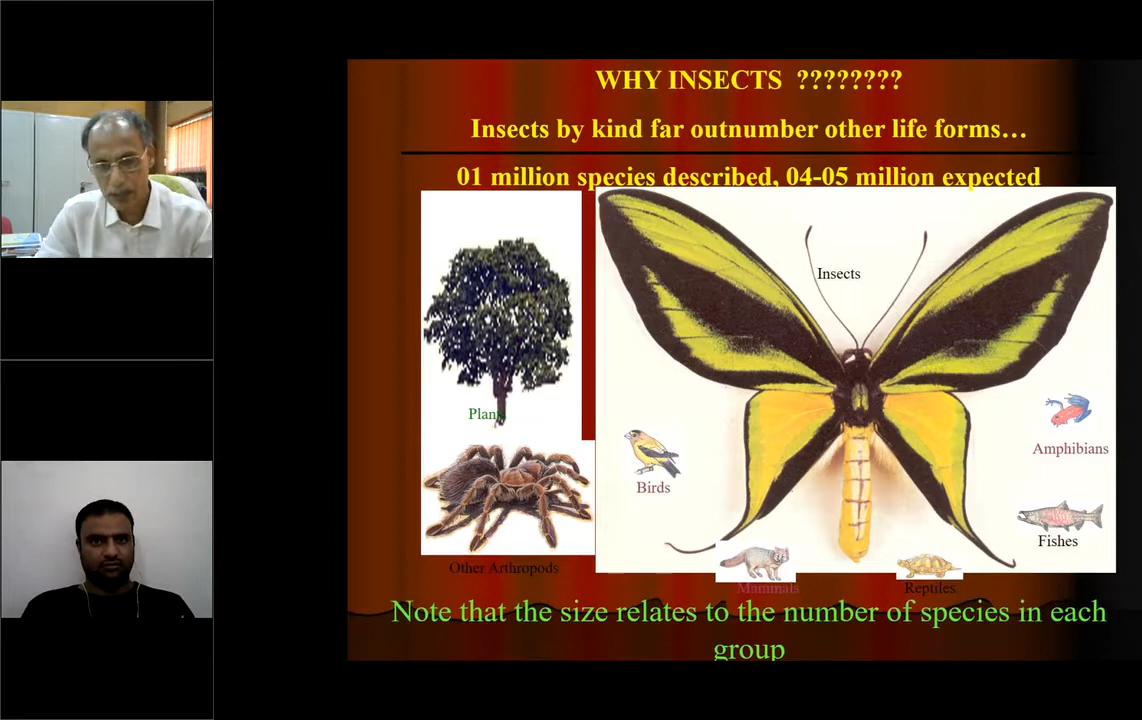 WHY INSECTS ????????
Insects by kind far outnumber other life forms…
01 million species described, 04-05 million expected
Insects
Plants
Amphibians
Birds
Fishes
Other Arthropods
Mammals
Reptiles
Note that the size relates to the number of species in each
group